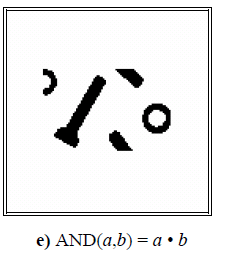 e) AND(a,b) = a • b